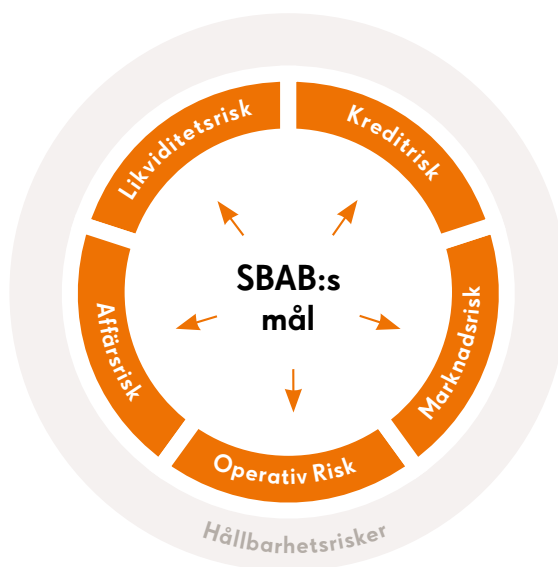 Likviditetsrisk
Kreditrisk
SBAB:s
mål
Affärsrisk
Marknadsrisk
Operativ Risk
Hållbarhetsrisker